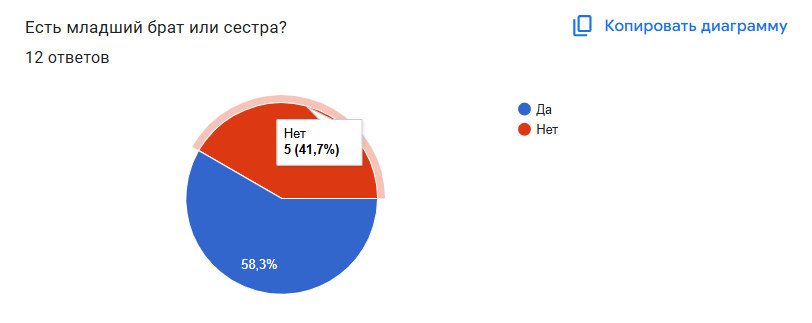 Есть младший брат или сестра?
Копировать диаграмму
12 ответов
Да
Нет
Нет
5 (41,7%)
58,3%